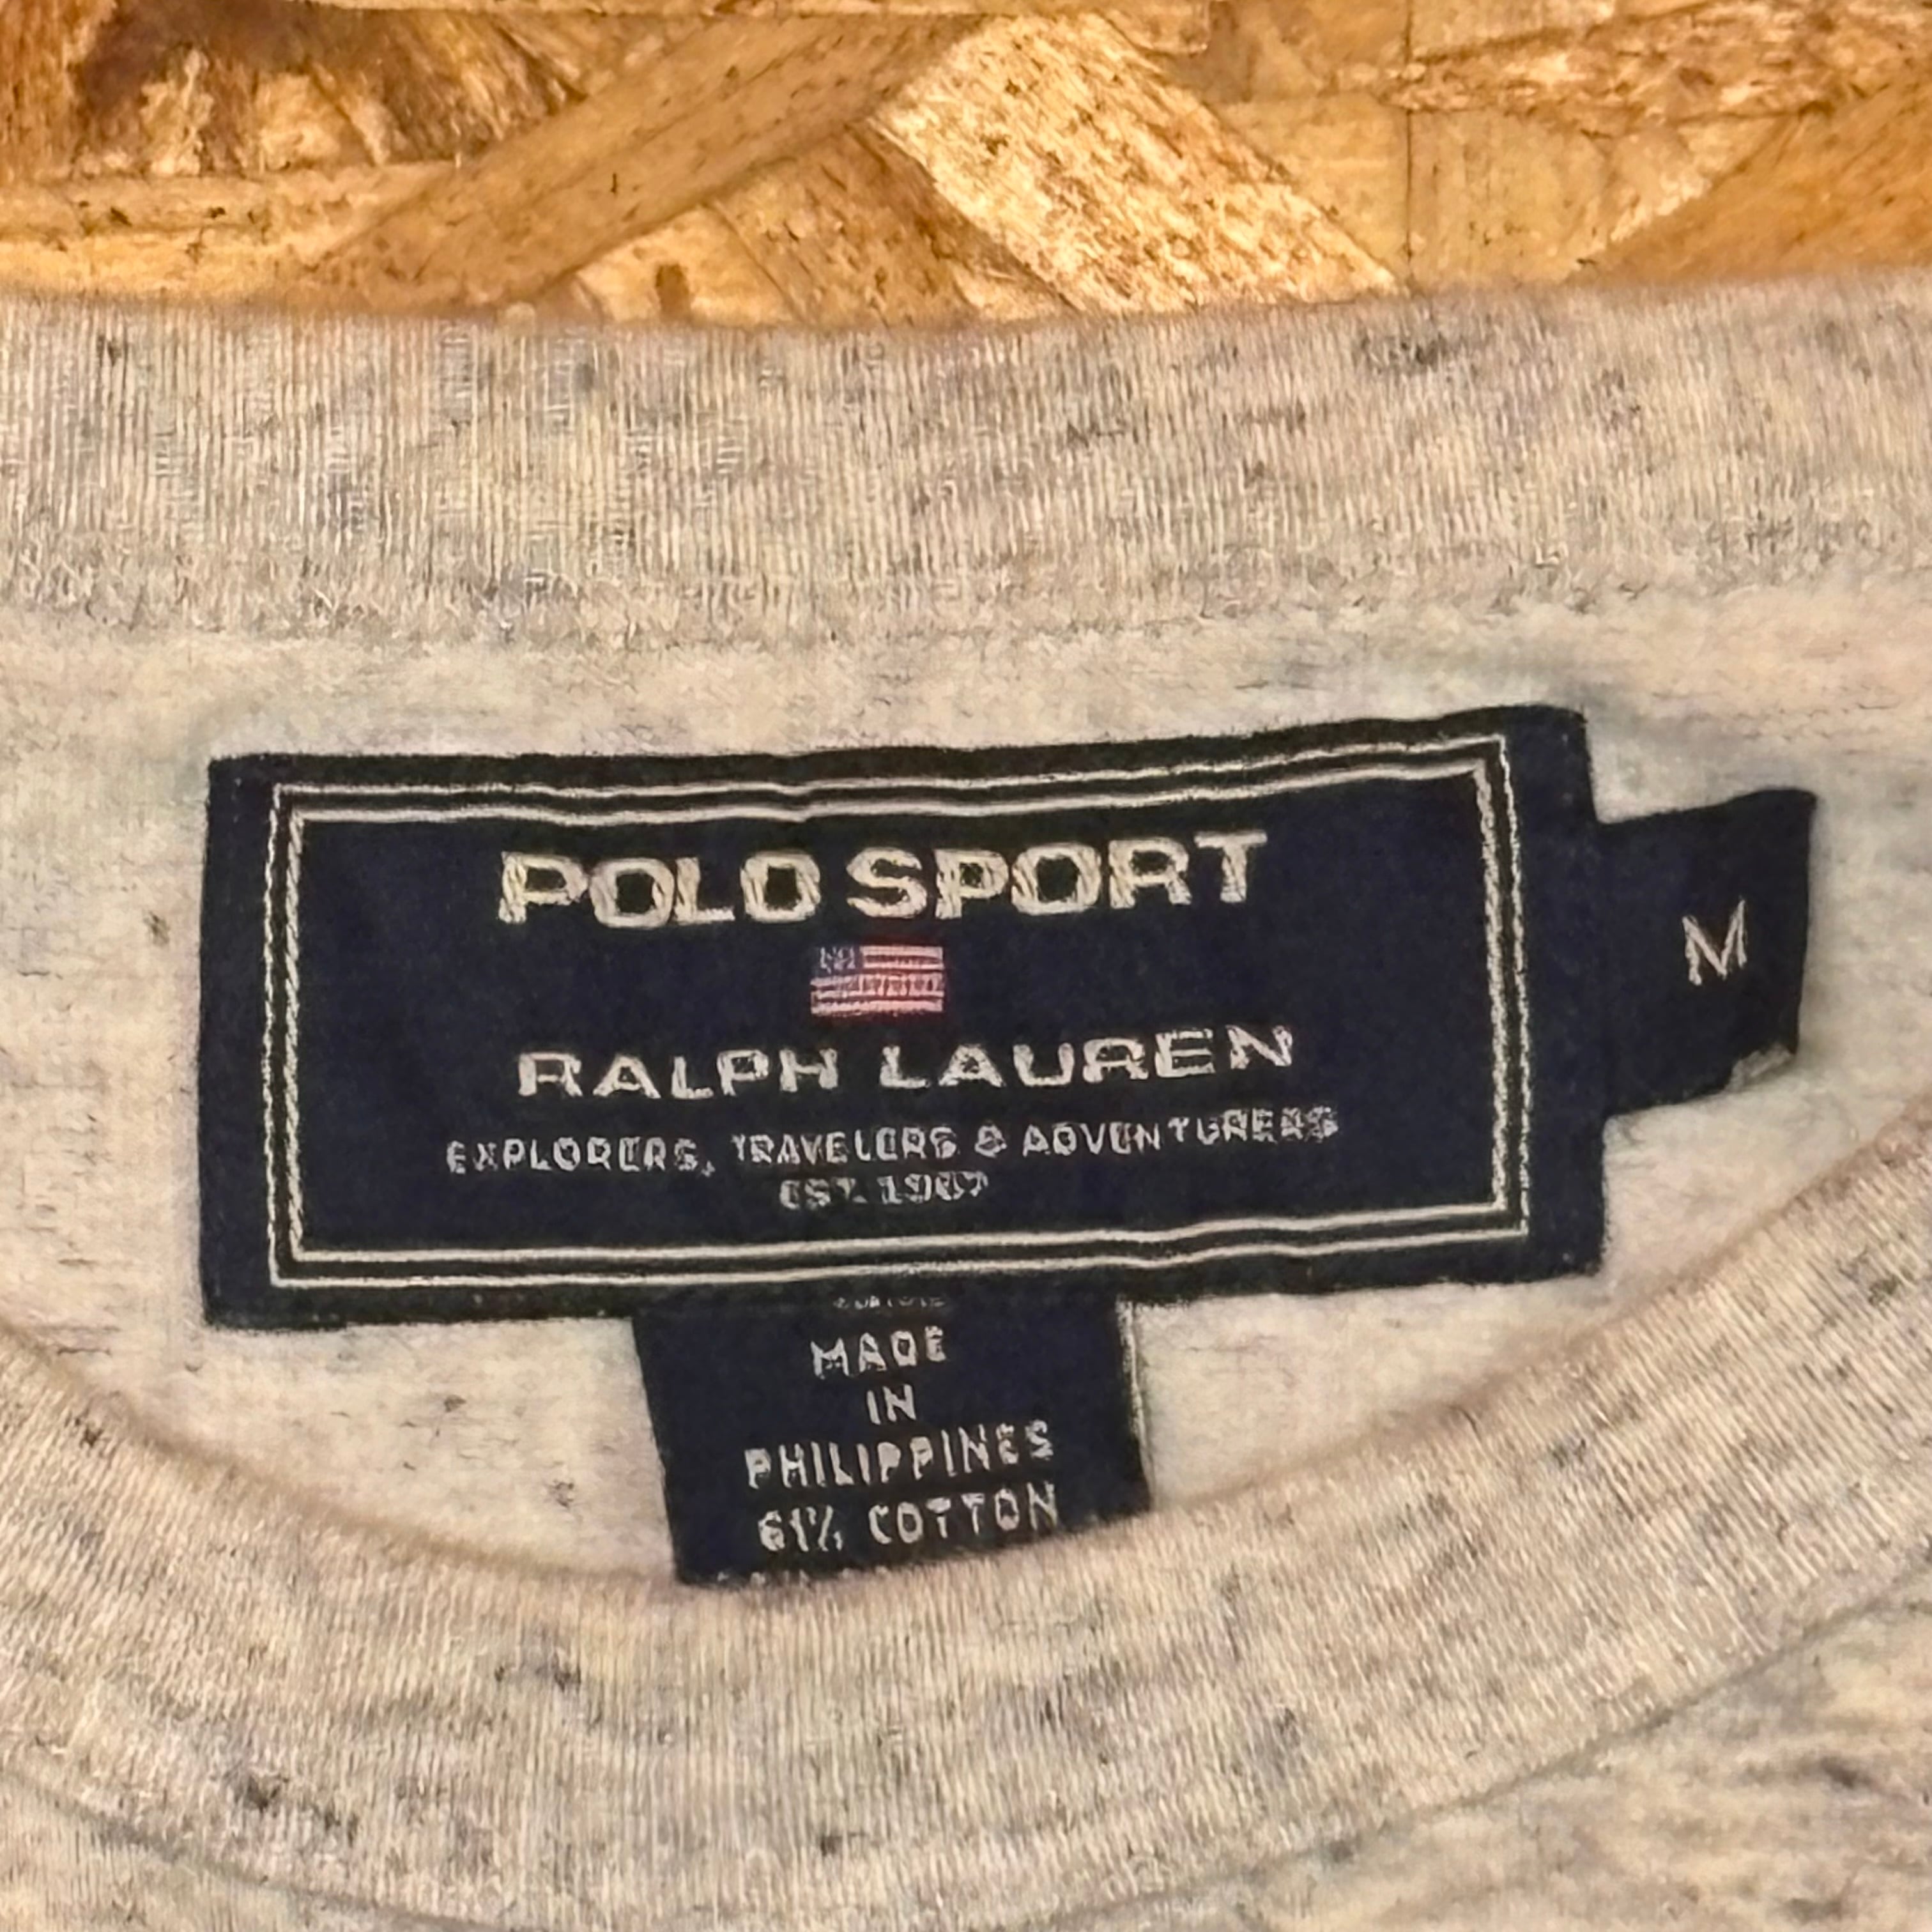 POLO SPORT
RALPH LAUREN
EXPLORERS, TRAVELERS & ADVENTURERS
EST. 1967
M
MADE
IN
PHILIPPINES
61% COTTON